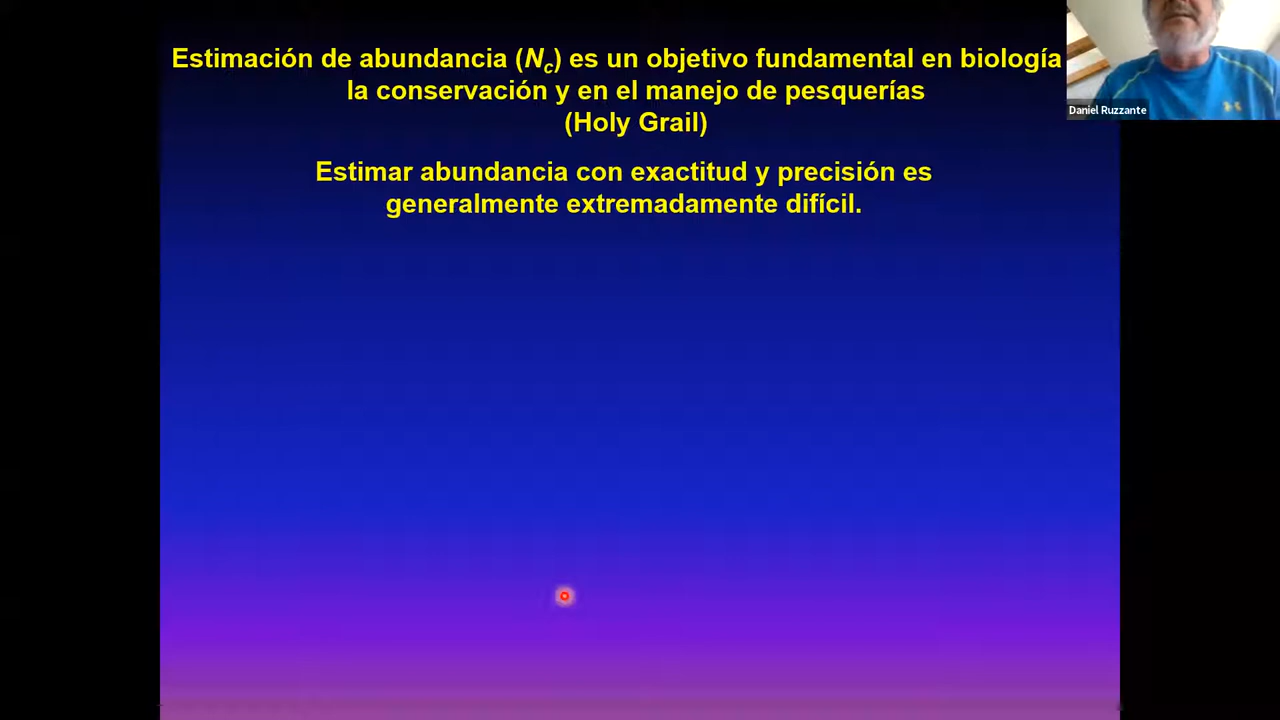 Estimación de abundancia (Nc) es un objetivo fundamental en biología
la conservación y en el manejo de pesquerías
(Holy Grail)
Estimar abundancia con exactitud y precisión es
generalmente extremadamente difícil.
Daniel Ruzzante